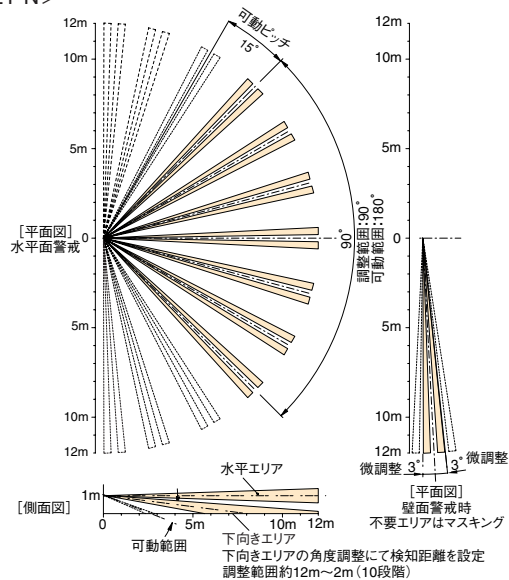 12m
10m
5m
[平面図]
水平面警戒
0
5m
10m
12m
可動ピッチ
15°
90°
調整範囲:90°
可動範囲:180°
0
5m
10m
12m
微調整 3°
3° 微調整
[平面図]
壁面警戒時
不要エリアはマスキング
[側面図]
1m
水平エリア
0
5m
10m
12m
可動範囲
下向きエリア
下向きエリアの角度調整にて検知距離を設定
調整範囲約12m〜2m(10段階)